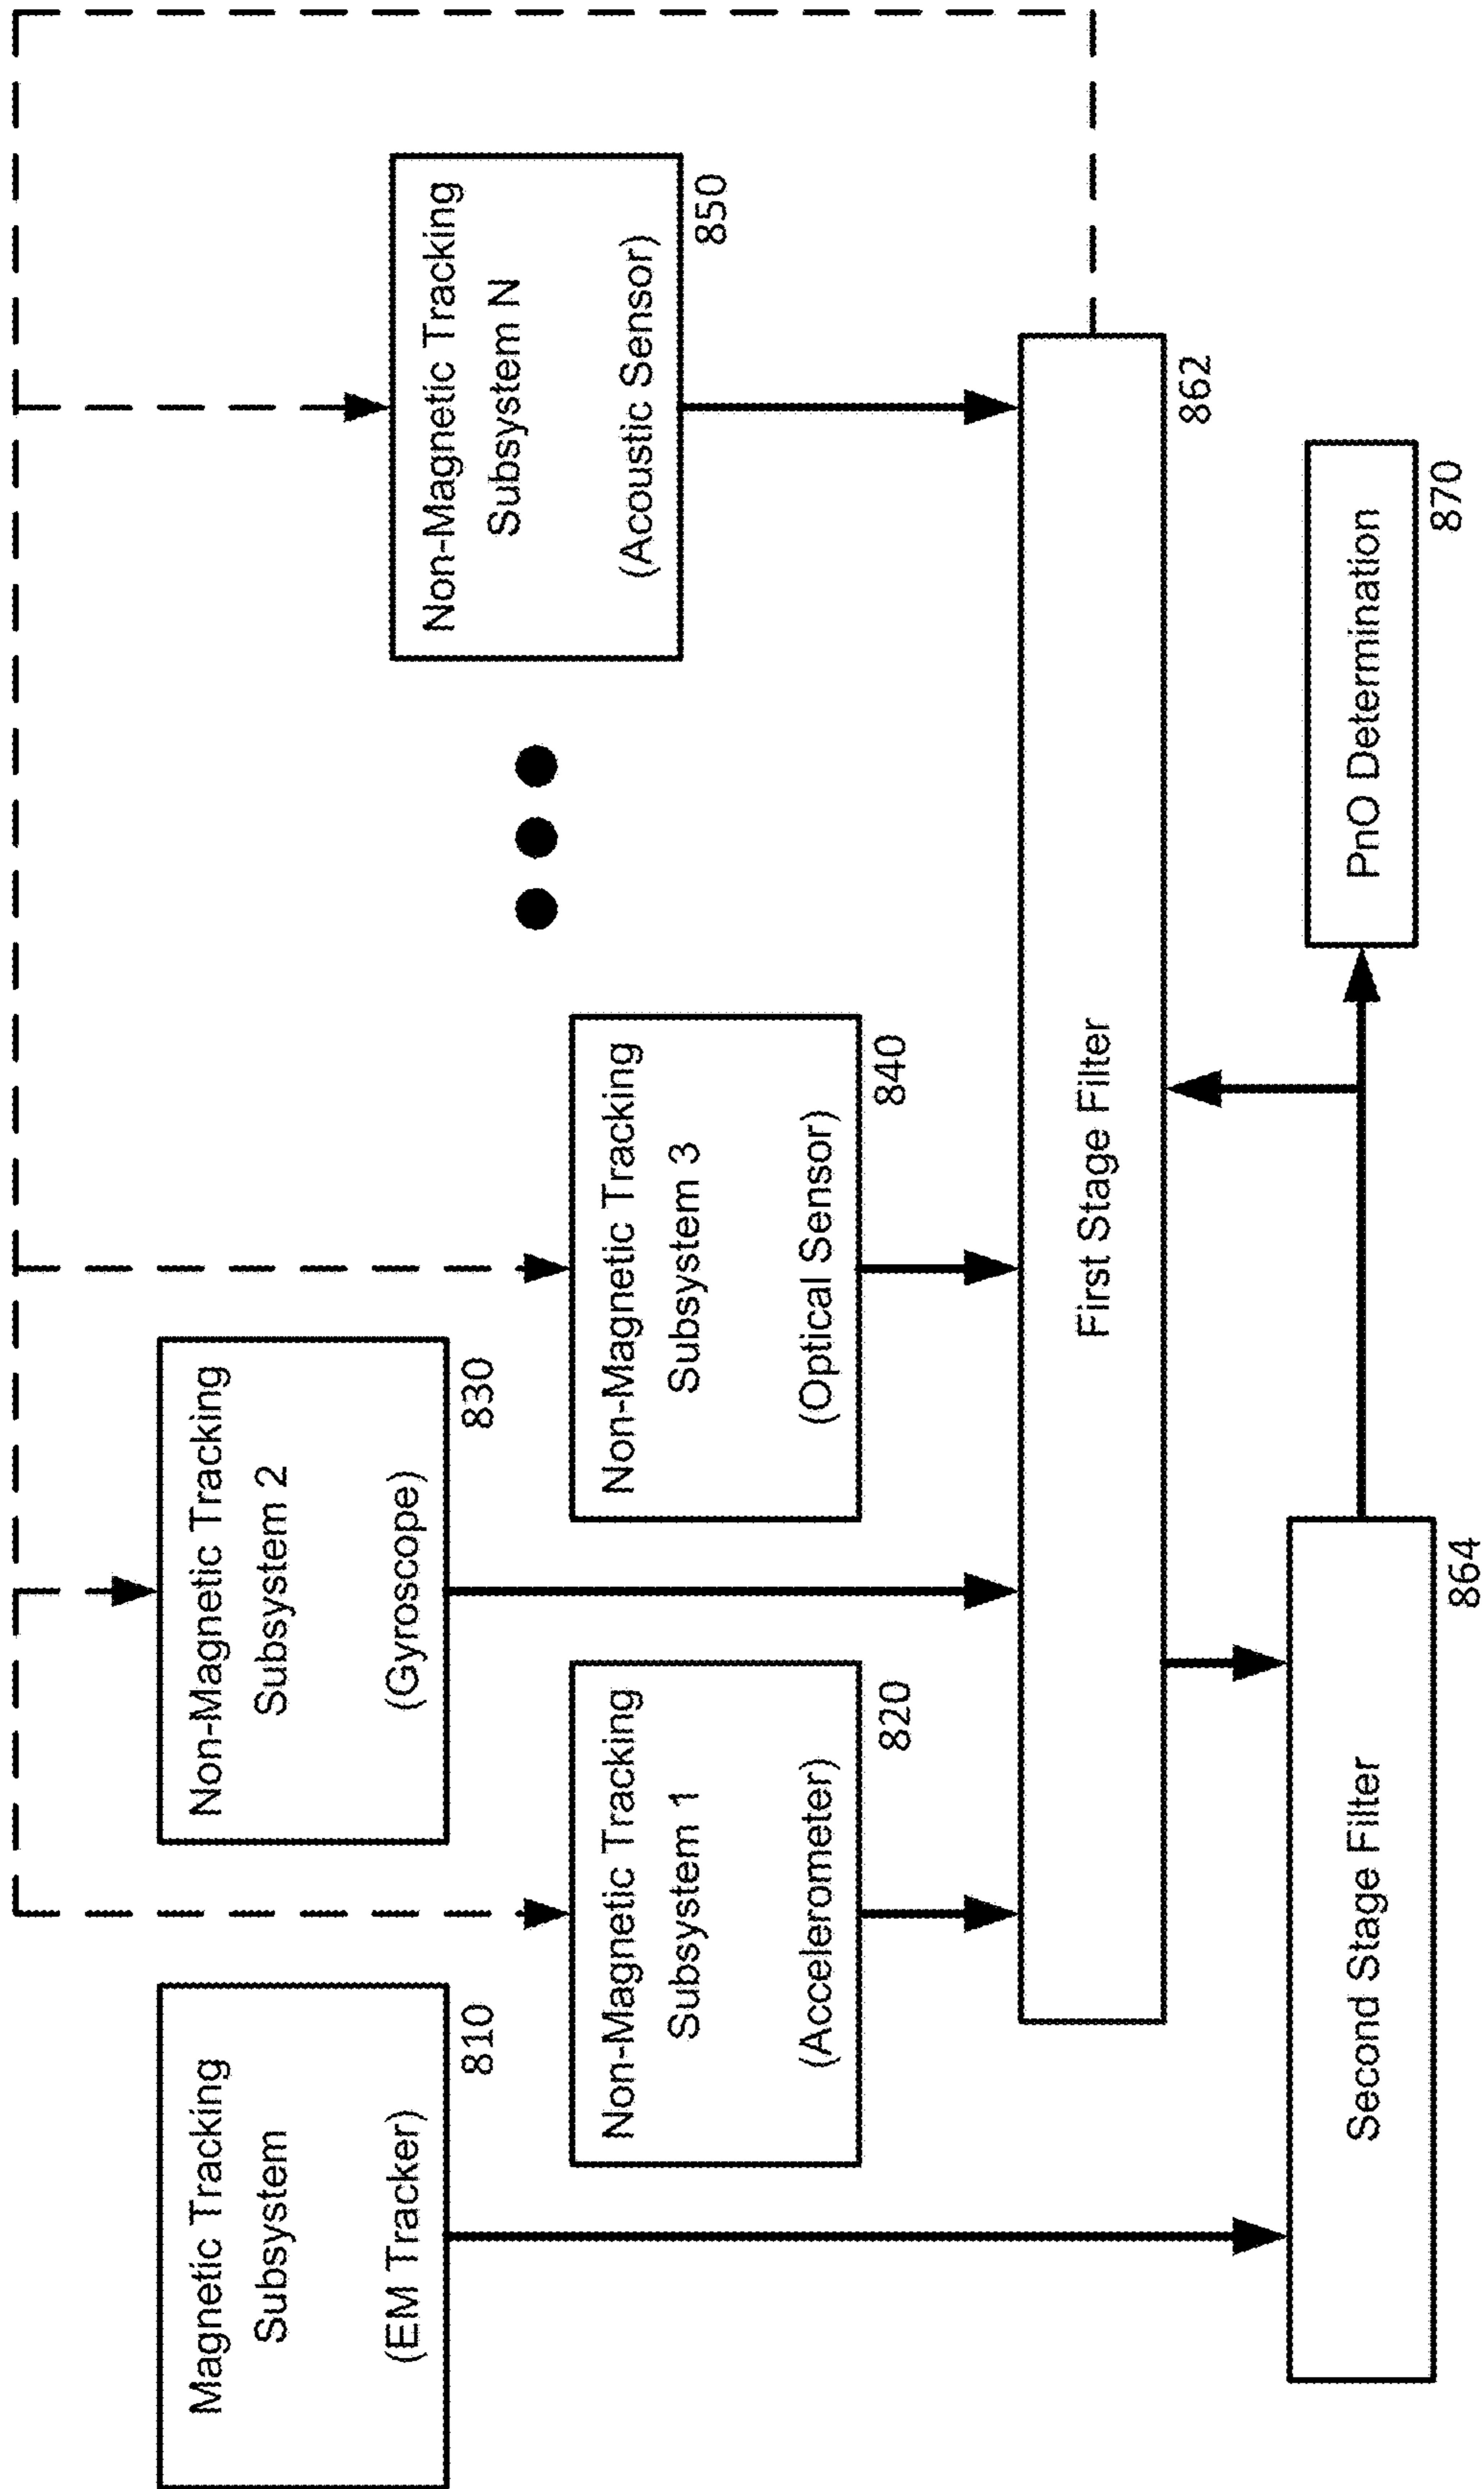 Magnetic Tracking
Subsystem
(EM Tracker)
810
Non-Magnetic Tracking
Subsystem 2
(Gyroscope)
830
Non-Magnetic Tracking
Subsystem 1
(Accelerometer)
820
Non-Magnetic Tracking
Subsystem 3
(Optical Sensor)
840
Non-Magnetic Tracking
Subsystem N
(Acoustic Sensor)
850
First Stage Filter
862
Second Stage Filter
864
PnO Determination
870